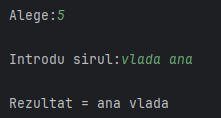 Alege:5
Introdu sirul:vlada ana
Rezultat = ana vlada